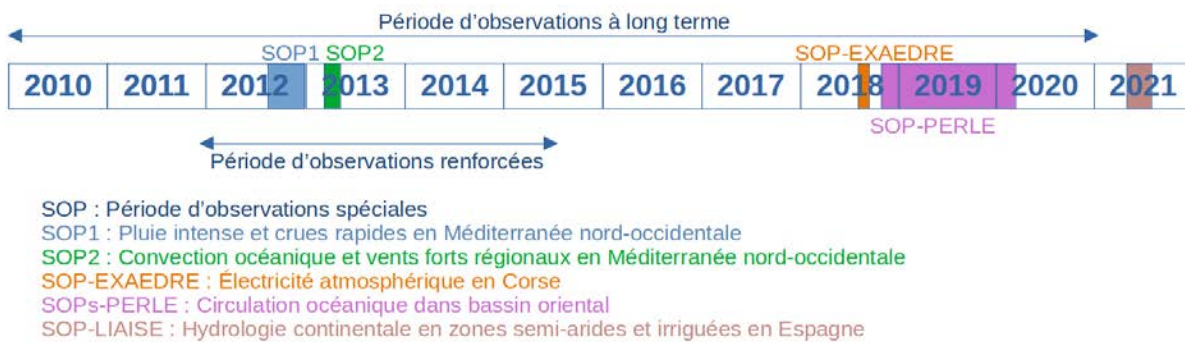 Période d'observations à long terme
SOP1 SOP2 SOP-EXAEDRE
2010 2011 2012 2013 2014 2015 2016 2017 2018 2019 2020 2021
SOP-PERLE
Période d'observations renforcées
SOP : Période d'observations spéciales
SOP1 : Pluie intense et crues rapides en Méditerranée nord-occidentale
SOP2 : Convection océanique et vents forts régionaux en Méditerranée nord-occidentale
SOP-EXAEDRE : Électricité atmosphérique en Corse
SOPs-PERLE : Circulation océanique dans bassin oriental
SOP-LIAISE : Hydrologie continentale en zones semi-arides et irriguées en Espagne